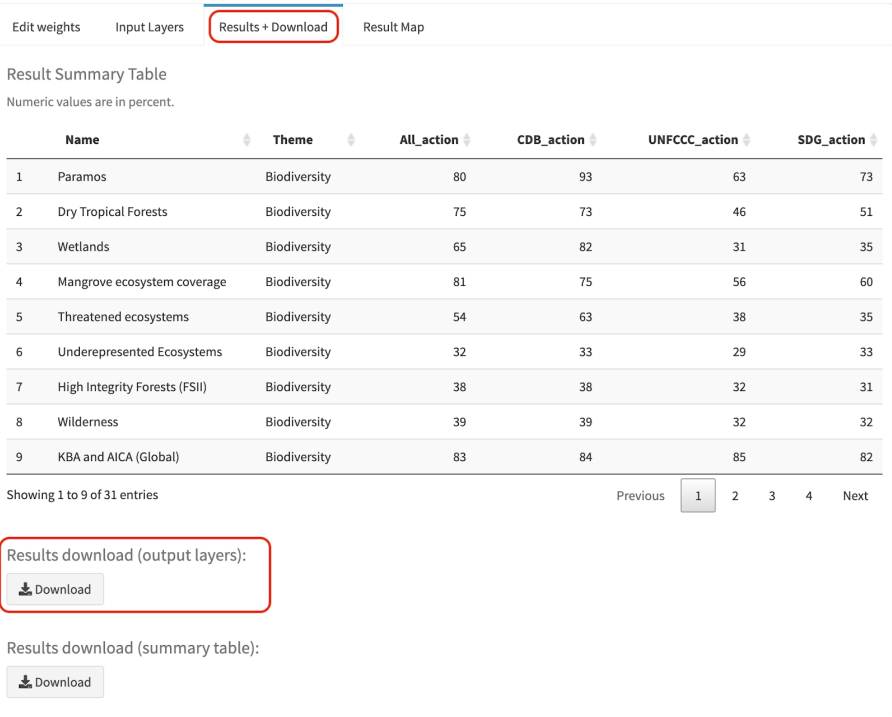 Edit weights Input Layers Results + Download Result Map
Result Summary Table
Numeric values are in percent.
Name Theme All_action CDB_action UNFCCC_action SDG_action
1 Paramos Biodiversity 80 93 63 73
2 Dry Tropical Forests Biodiversity 75 73 46 51
3 Wetlands Biodiversity 65 82 31 35
4 Mangrove ecosystem coverage Biodiversity 81 75 56 60
5 Threatened ecosystems Biodiversity 54 63 38 35
6 Underepresented Ecosystems Biodiversity 32 33 29 33
7 High Integrity Forests (FSII) Biodiversity 38 38 32 31
8 Wilderness Biodiversity 39 39 32 32
9 KBA and AICA (Global) Biodiversity 83 84 85 82
Showing 1 to 9 of 31 entries Previous 1 2 3 4 Next
Results download (output layers):
Download
Results download (summary table):
Download